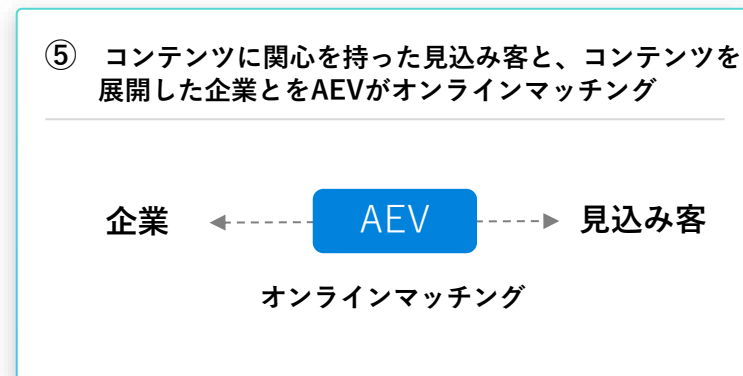 ⑤ コンテンツに関心を持った見込み客と、コンテンツを
展開した企業とをAEVがオンラインマッチング
企業 AEV 見込み客
オンラインマッチング